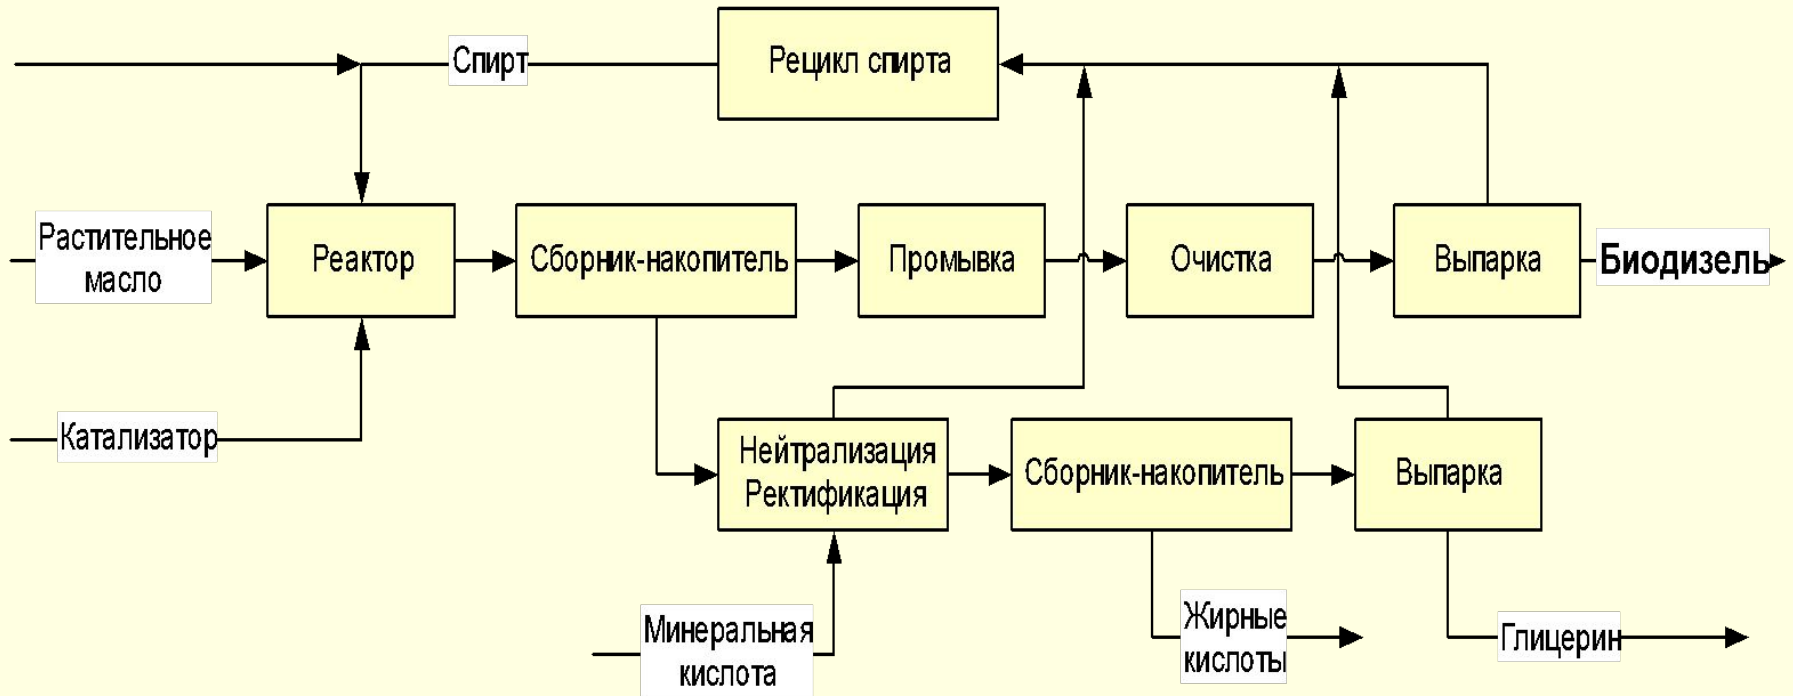 Спирт
Рецикл спирта
Растительное
масло
Реактор
Сборник-накопитель
Промывка
Очистка
Выпарка
Биодизель
Катализатор
Нейтрализация
Ректификация
Сборник-накопитель
Выпарка
Минеральная
кислота
Жирные
кислоты
Глицерин